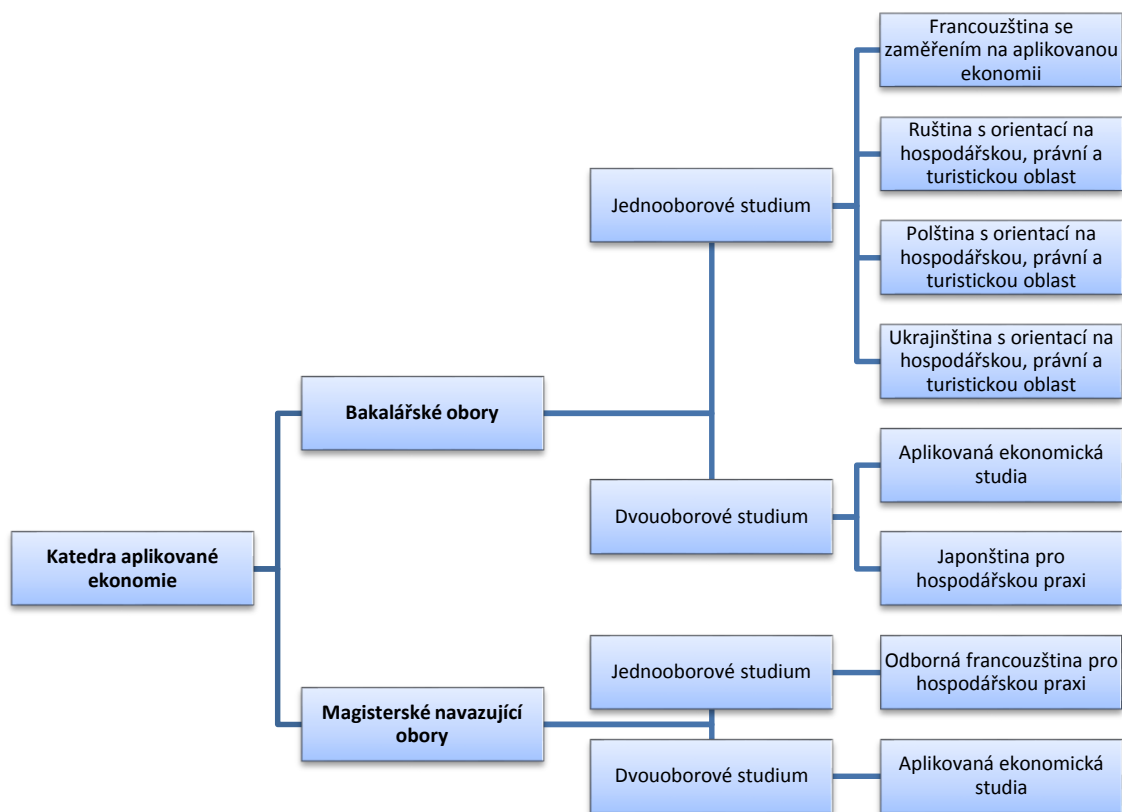 Francouzština se
zaměřením na aplikovanou
ekonomii
Ruština s orientací na
hospodářskou, právní a
turistickou oblast
Jednooborové studium
Polština s orientací na
hospodářskou, právní a
turistickou oblast
Ukrajinština s orientací na
hospodářskou, právní a
turistickou oblast
Bakalářské obory
Aplikovaná ekonomická
studia
Dvouoborové studium
Japonština pro
hospodářskou praxi
Katedra aplikované
ekonomie
Jednooborové studium
Odborná francouzština pro
hospodářskou praxi
Magisterské navazující
obory
Dvouoborové studium
Aplikovaná ekonomická
studia